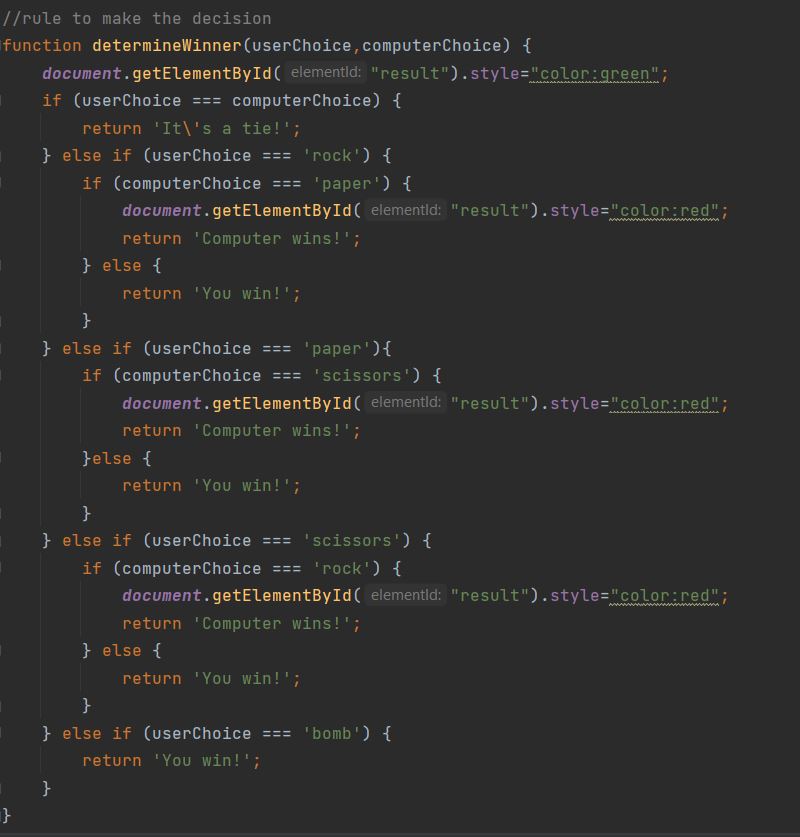 //rule to make the decision
function determineWinner(userChoice,computerChoice) {
    document.getElementById( elementId: "result").style="color:green";
    if (userChoice === computerChoice) {
        return 'It\'s a tie!';
    } else if (userChoice === 'rock') {
        if (computerChoice === 'paper') {
            document.getElementById( elementId: "result").style="color:red";
            return 'Computer wins!';
        } else {
            return 'You win!';
        }
    } else if (userChoice === 'paper'){
        if (computerChoice === 'scissors') {
            document.getElementById( elementId: "result").style="color:red";
            return 'Computer wins!';
        }else {
            return 'You win!';
        }
    } else if (userChoice === 'scissors') {
        if (computerChoice === 'rock') {
            document.getElementById( elementId: "result").style="color:red";
            return 'Computer wins!';
        } else {
            return 'You win!';
        }
    } else if (userChoice === 'bomb') {
        return 'You win!';
    }
}